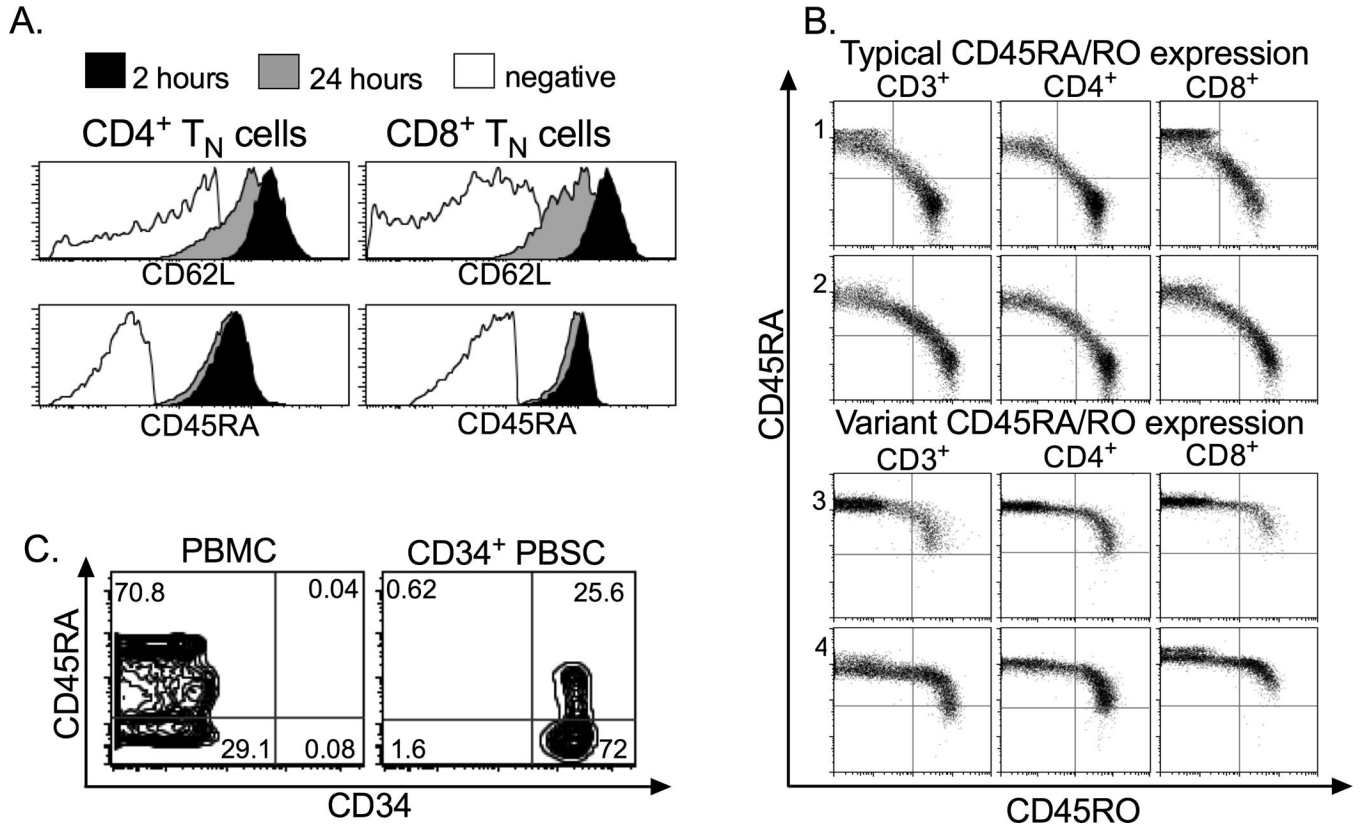 A.
2 hours 24 hours negative
CD4+ TN cells CD8+ TN cells
CD62L CD62L
CD45RA CD45RA
B.
Typical CD45RA/RO expression
CD3+ CD4+ CD8+
1
2
Variant CD45RA/RO expression
CD3+ CD4+ CD8+
3
4
CD45RA
CD45RO
C.
PBMC CD34+ PBSC
70.8 0.04 0.62 25.6
29.1 0.08 1.6 72
CD45RA
CD34